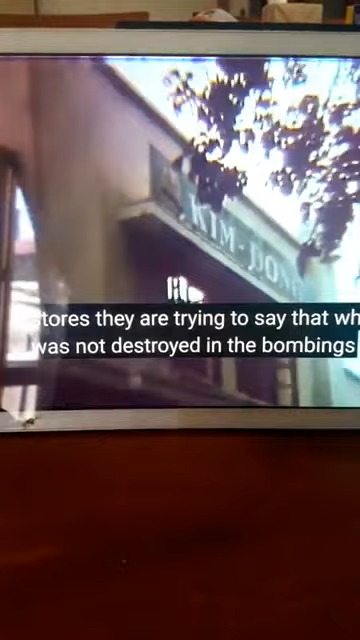 KIM-DON
stores they are trying to say that wh
was not destroyed in the bombings